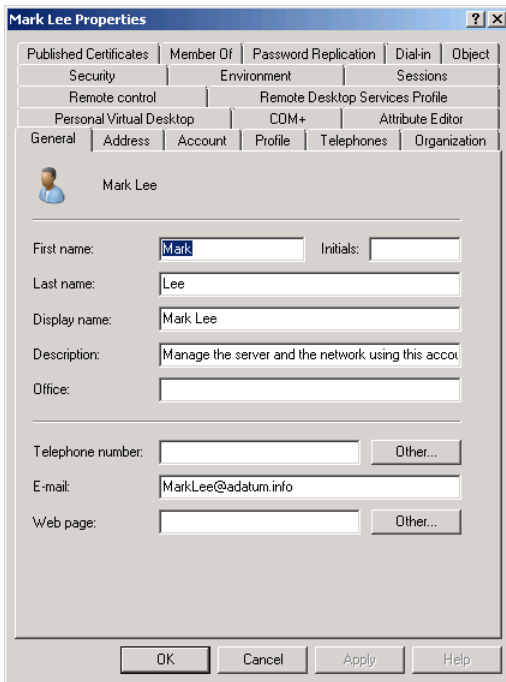 Mark Lee Properties
Published Certificates Member Of Password Replication Dial-in Object
Security Environment Sessions
Remote control Remote Desktop Services Profile
Personal Virtual Desktop COM+ Attribute Editor
General Address Account Profile Telephones Organization
Mark Lee
First name: Mark Initials:
Last name: Lee
Display name: Mark Lee
Description: Manage the server and the network using this accou
Office:
Telephone number: Other...
E-mail: MarkLee@adatum.info
Web page: Other...
OK Cancel Apply Help